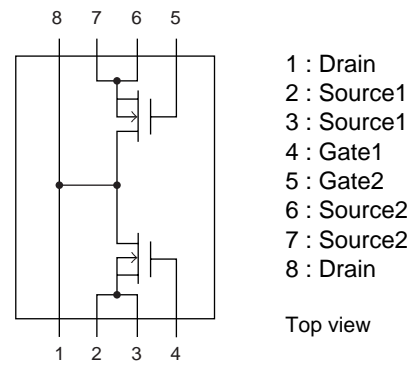 8 7 6 5
1 : Drain
2 : Source1
3 : Source1
4 : Gate1
5 : Gate2
6 : Source2
7 : Source2
8 : Drain
Top view
1 2 3 4